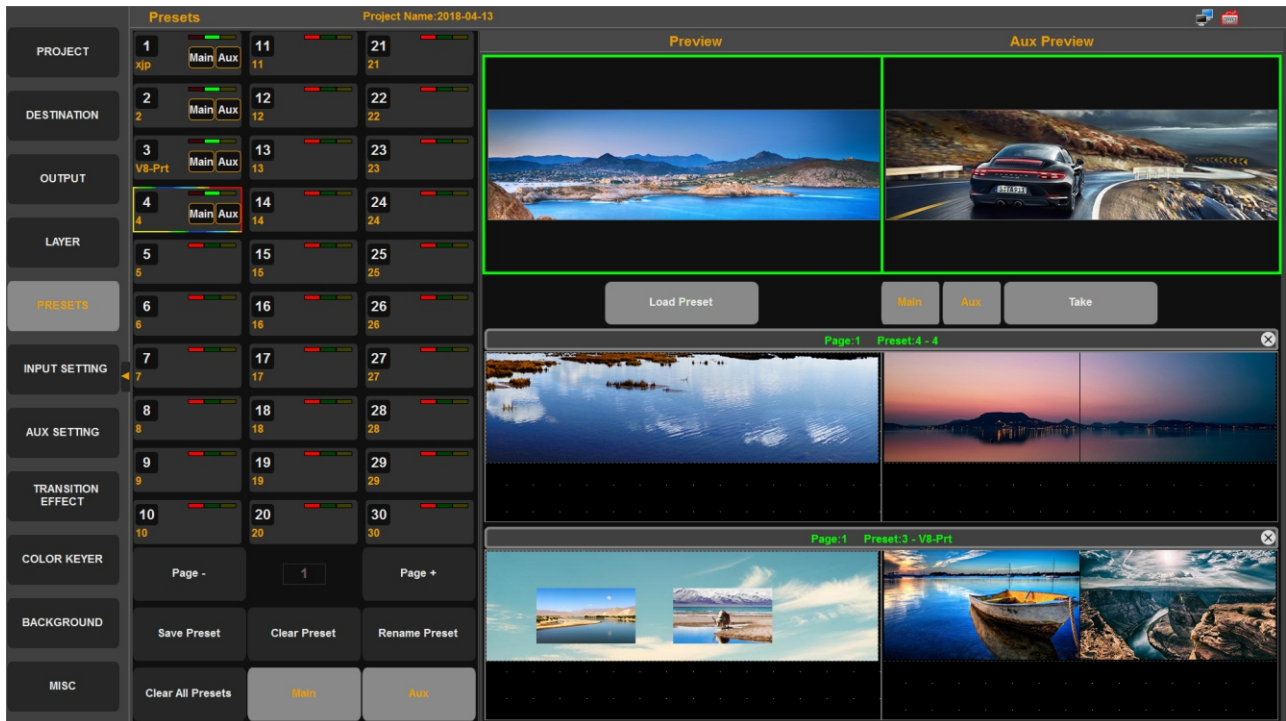 Presets
Project Name:2018-04-13
PROJECT
DESTINATION
OUTPUT
LAYER
PRESETS
INPUT SETTING
AUX SETTING
TRANSITION
EFFECT
COLOR KEYER
BACKGROUND
MISC
1 Main Aux
xjp
11
11
21
21
2 Main Aux
2
12
12
22
22
3 Main Aux
V8-Prt
13
13
23
23
4 Main Aux
4
14
14
24
24
5
5
15
15
25
25
6
6
16
16
26
26
7
7
17
17
27
27
8
8
18
18
28
28
9
9
19
19
29
29
10
10
20
20
30
30
Page - 1 Page +
Save Preset Clear Preset Rename Preset
Clear All Presets Main Aux
Preview Aux Preview
Load Preset Main Aux Take
Page:1 Preset:4 - 4
Page:1 Preset:3 - V8-Prt